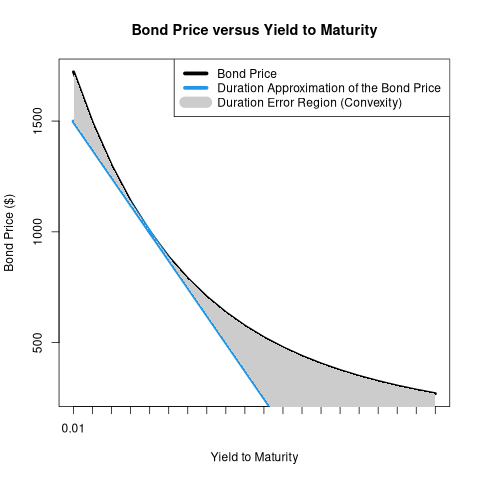 Bond Price versus Yield to Maturity
Bond Price
Duration Approximation of the Bond Price
Duration Error Region (Convexity)
Bond Price ($)
1500
1000
500
0.01
Yield to Maturity